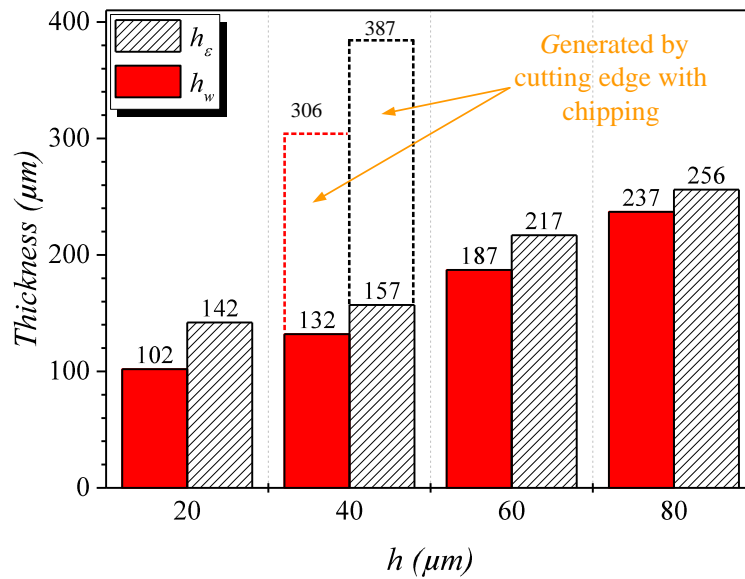 400
300
200
100
0
Thickness (μm)
h_ε
h_w
387
306
Generated by
cutting edge with
chipping
102
142
132
157
187
217
237
256
20
40
60
80
h (μm)